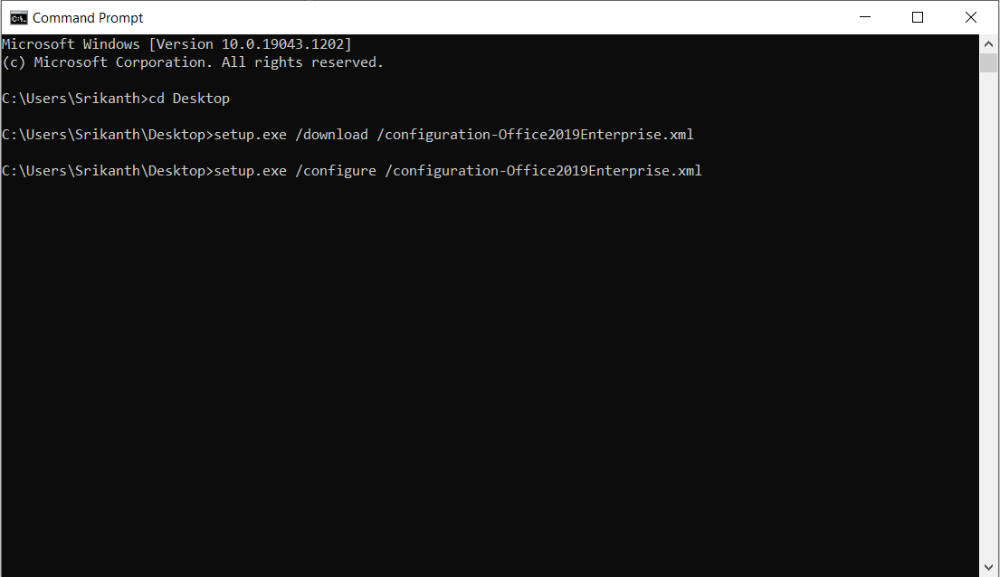 Command Prompt
Microsoft Windows [Version 10.0.19043.1202]
(c) Microsoft Corporation. All rights reserved.
C:\Users\Srikanth>cd Desktop
C:\Users\Srikanth\Desktop>setup.exe /download /configuration-Office2019Enterprise.xml
C:\Users\Srikanth\Desktop>setup.exe /configure /configuration-Office2019Enterprise.xml